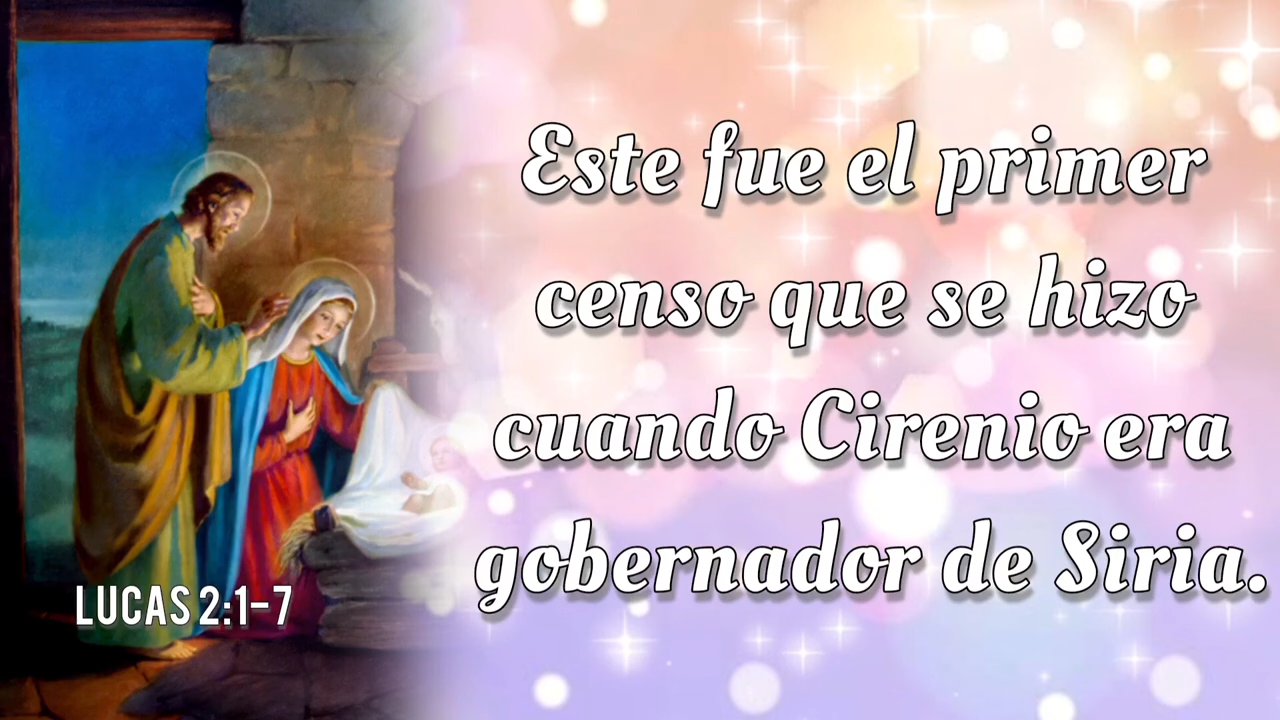 Este fue el primer
censo que se hizo
cuando Cirenio era
gobernador de Siria.
LUCAS 2:1-7